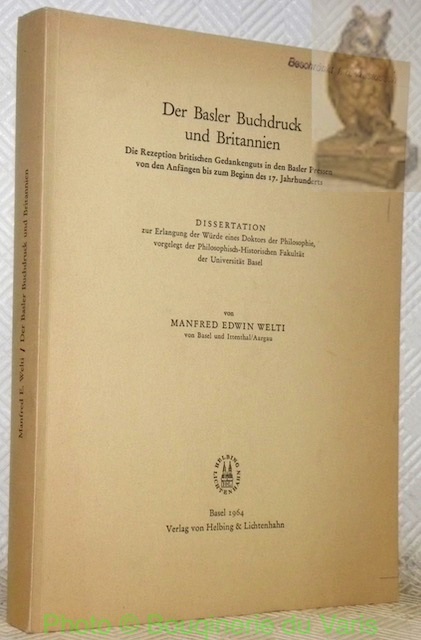 Der Basler Buchdruck
und Britannien
Die Rezeption britischen Gedankenguts in den Basler Pressen
von den Anfängen bis zum Beginn des 17. Jahrhunderts
DISSERTATION
zur Erlangung der Würde eines Doktors der Philosophie,
vorgelegt der Philosophisch-Historischen Fakultät
der Universität Basel
von
MANFRED EDWIN WELTI
von Basel und Ittenthal/Aargau
HELBING
LICHTENHAHN
Basel 1964
Verlag von Helbing & Lichtenhahn
Manfred E. Welti / Der Basler Buchdruck und Britannien
Photo © Bouquinerie du Varis